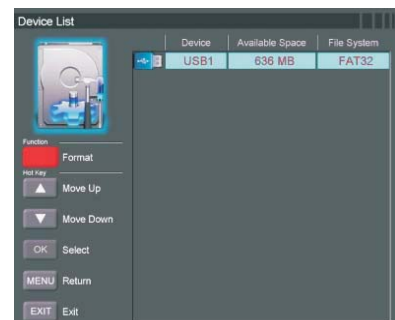 Device List
Device Available Space File System
USB1 636 MB FAT32
Function
Format
Hot Key
Move Up
Move Down
OK Select
MENU Return
EXIT Exit